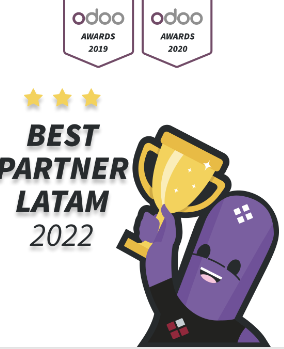 odoo odoo
AWARDS AWARDS
2019 2020
BEST
PARTNER
LATAM
2022